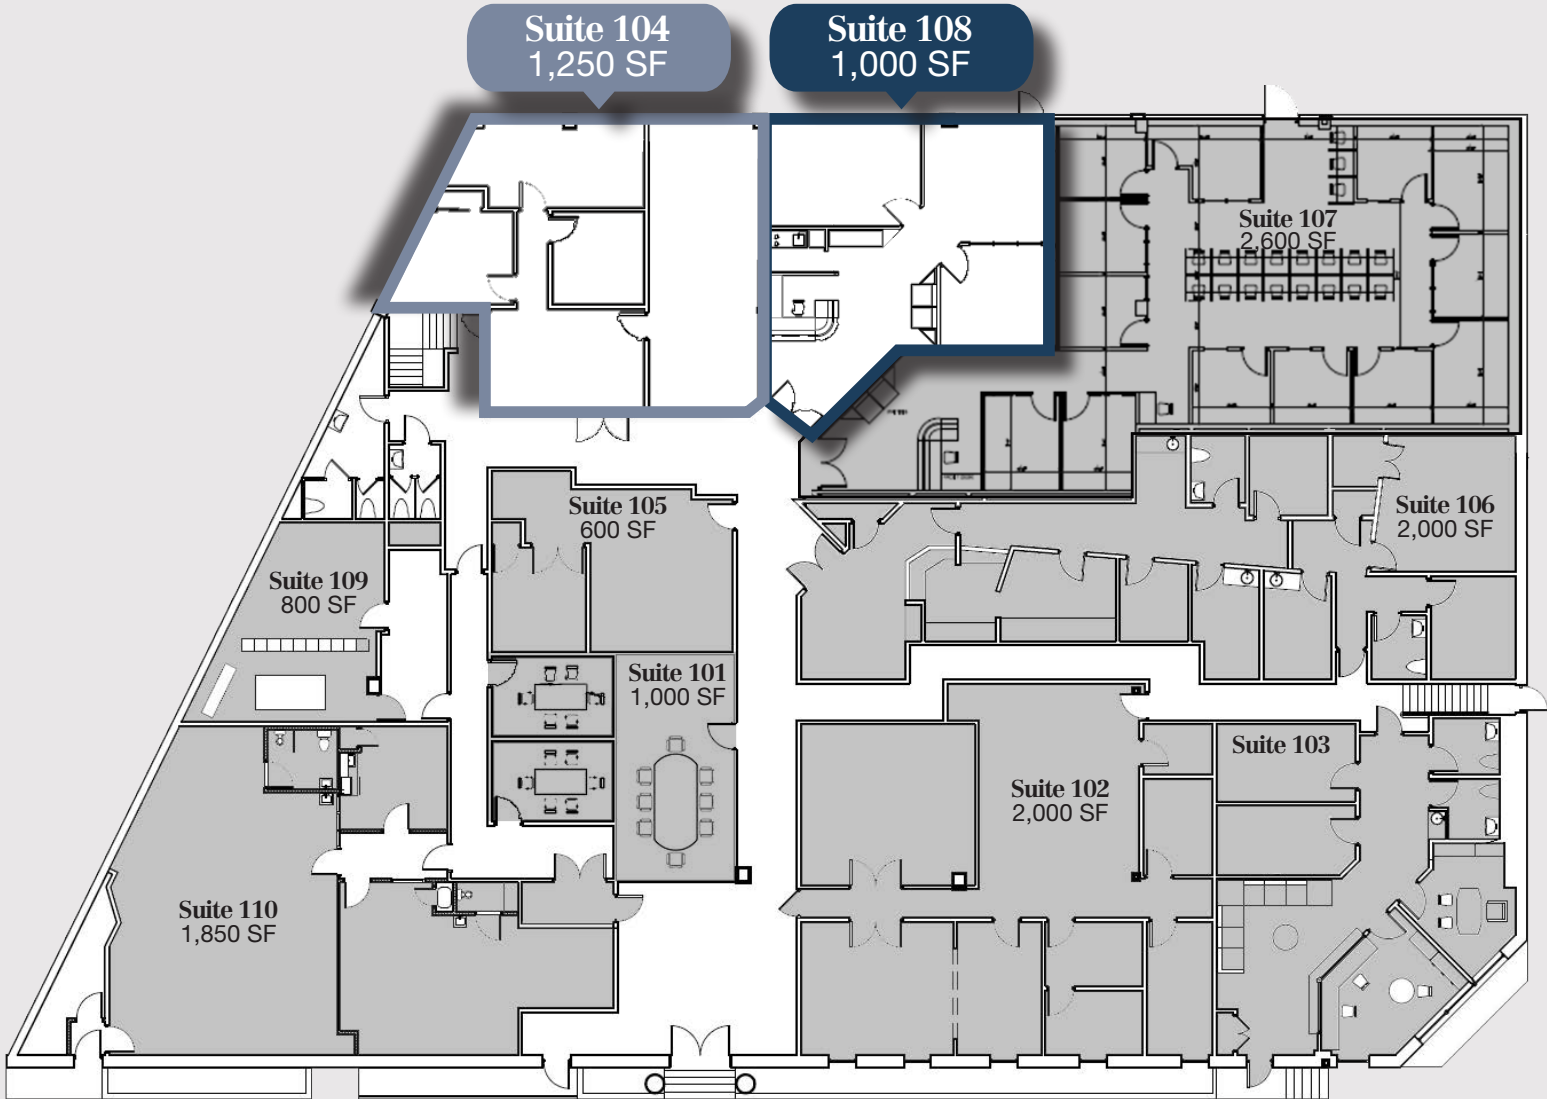 Suite 104
1,250 SF
Suite 108
1,000 SF
Suite 107
2,600 SF
Suite 105
600 SF
Suite 106
2,000 SF
Suite 109
800 SF
Suite 101
1,000 SF
Suite 103
Suite 102
2,000 SF
Suite 110
1,850 SF